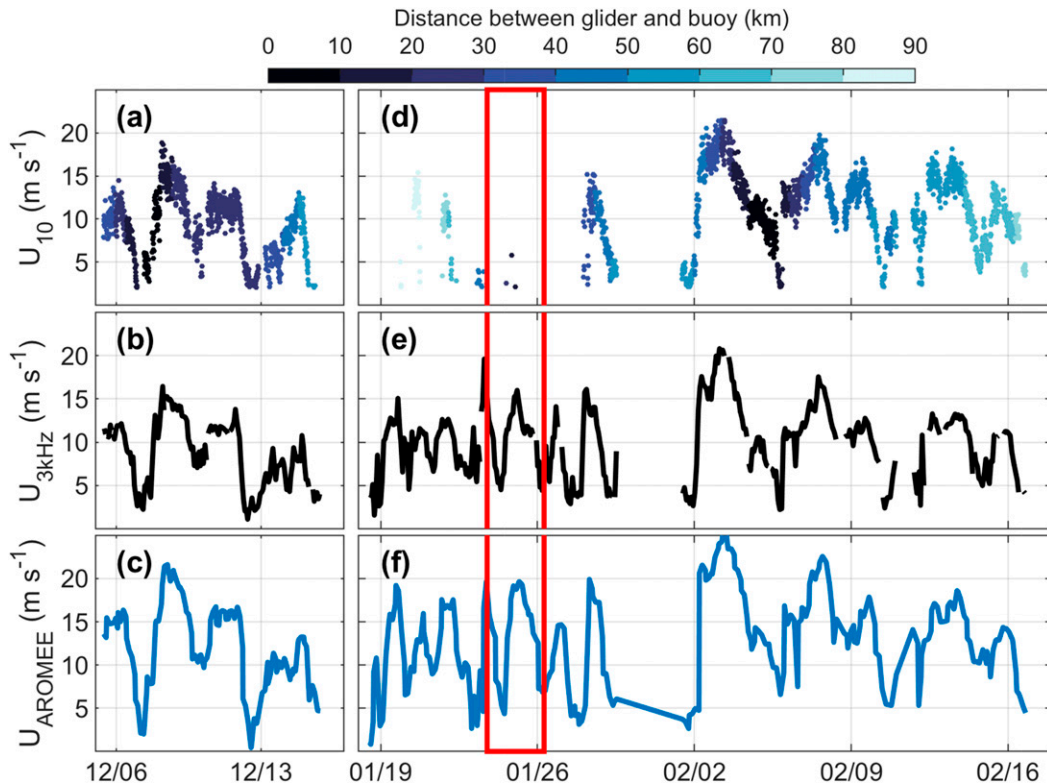 Distance between glider and buoy (km)
0 10 20 30 40 50 60 70 80 90
(a) (d)
U10 (m s-1)
20
15
10
5
(b) (e)
U3kHz (m s-1)
20
15
10
5
(c) (f)
UAROMEE (m s-1)
20
15
10
5
12/06 12/13 01/19 01/26 02/02 02/09 02/16